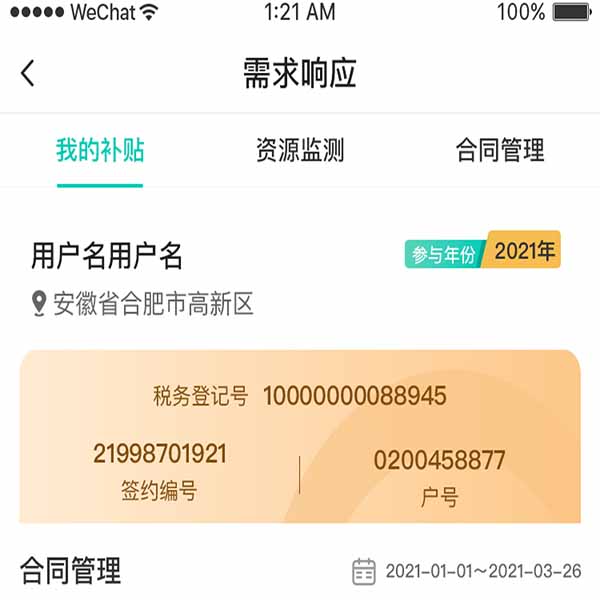 WeChat 1:21 AM 100%
需求响应
我的补贴 资源监测 合同管理
用户名用户名 参与年份 2021年
安徽省合肥市高新区
税务登记号 10000000088945
21998701921 0200458877
签约编号 户号
合同管理 2021-01-01～2021-03-26